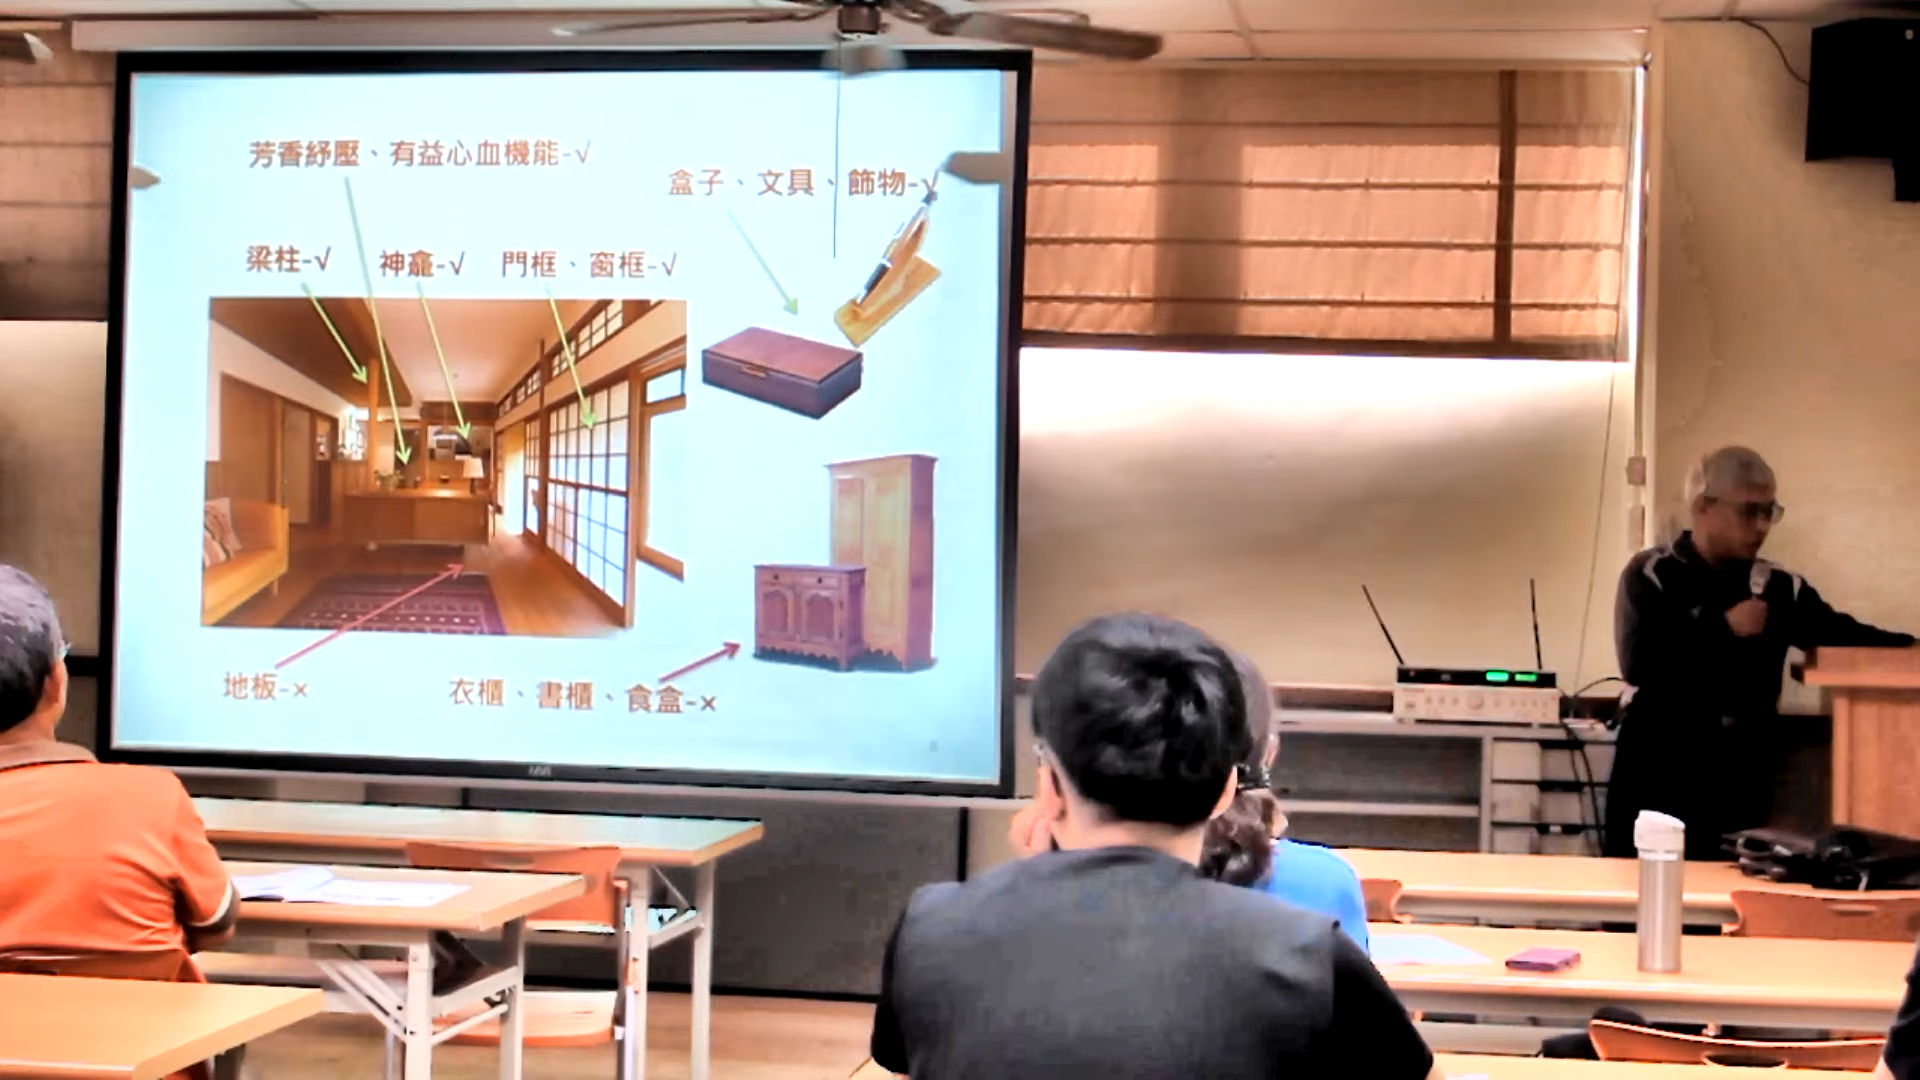 芳香紓壓、有益心血機能-√
盒子、文具、飾物-√
梁柱-√ 神龕-√ 門框、窗框-√
地板-× 衣櫃、書櫃、食盒-×